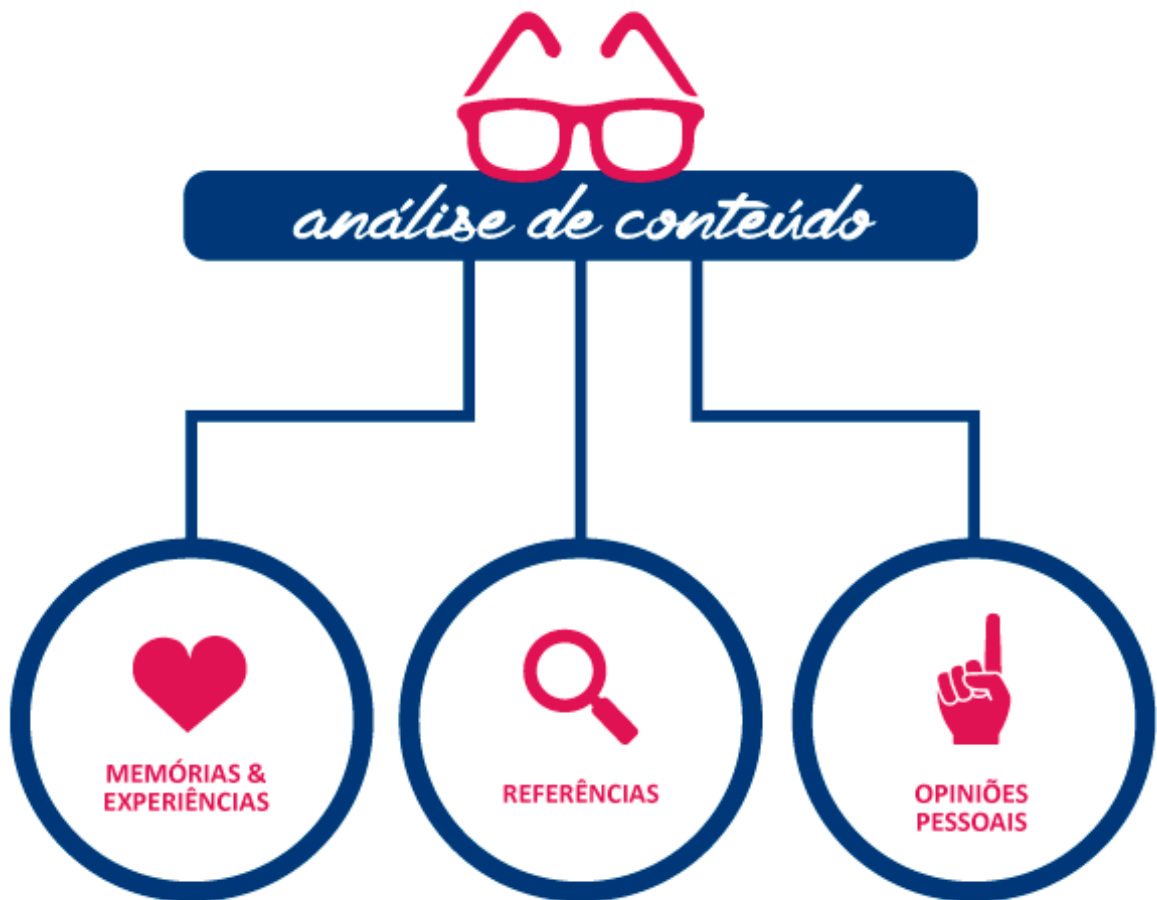 análise de conteúdo
MEMÓRIAS &
EXPERIÊNCIAS
REFERÊNCIAS
OPINIÕES
PESSOAIS